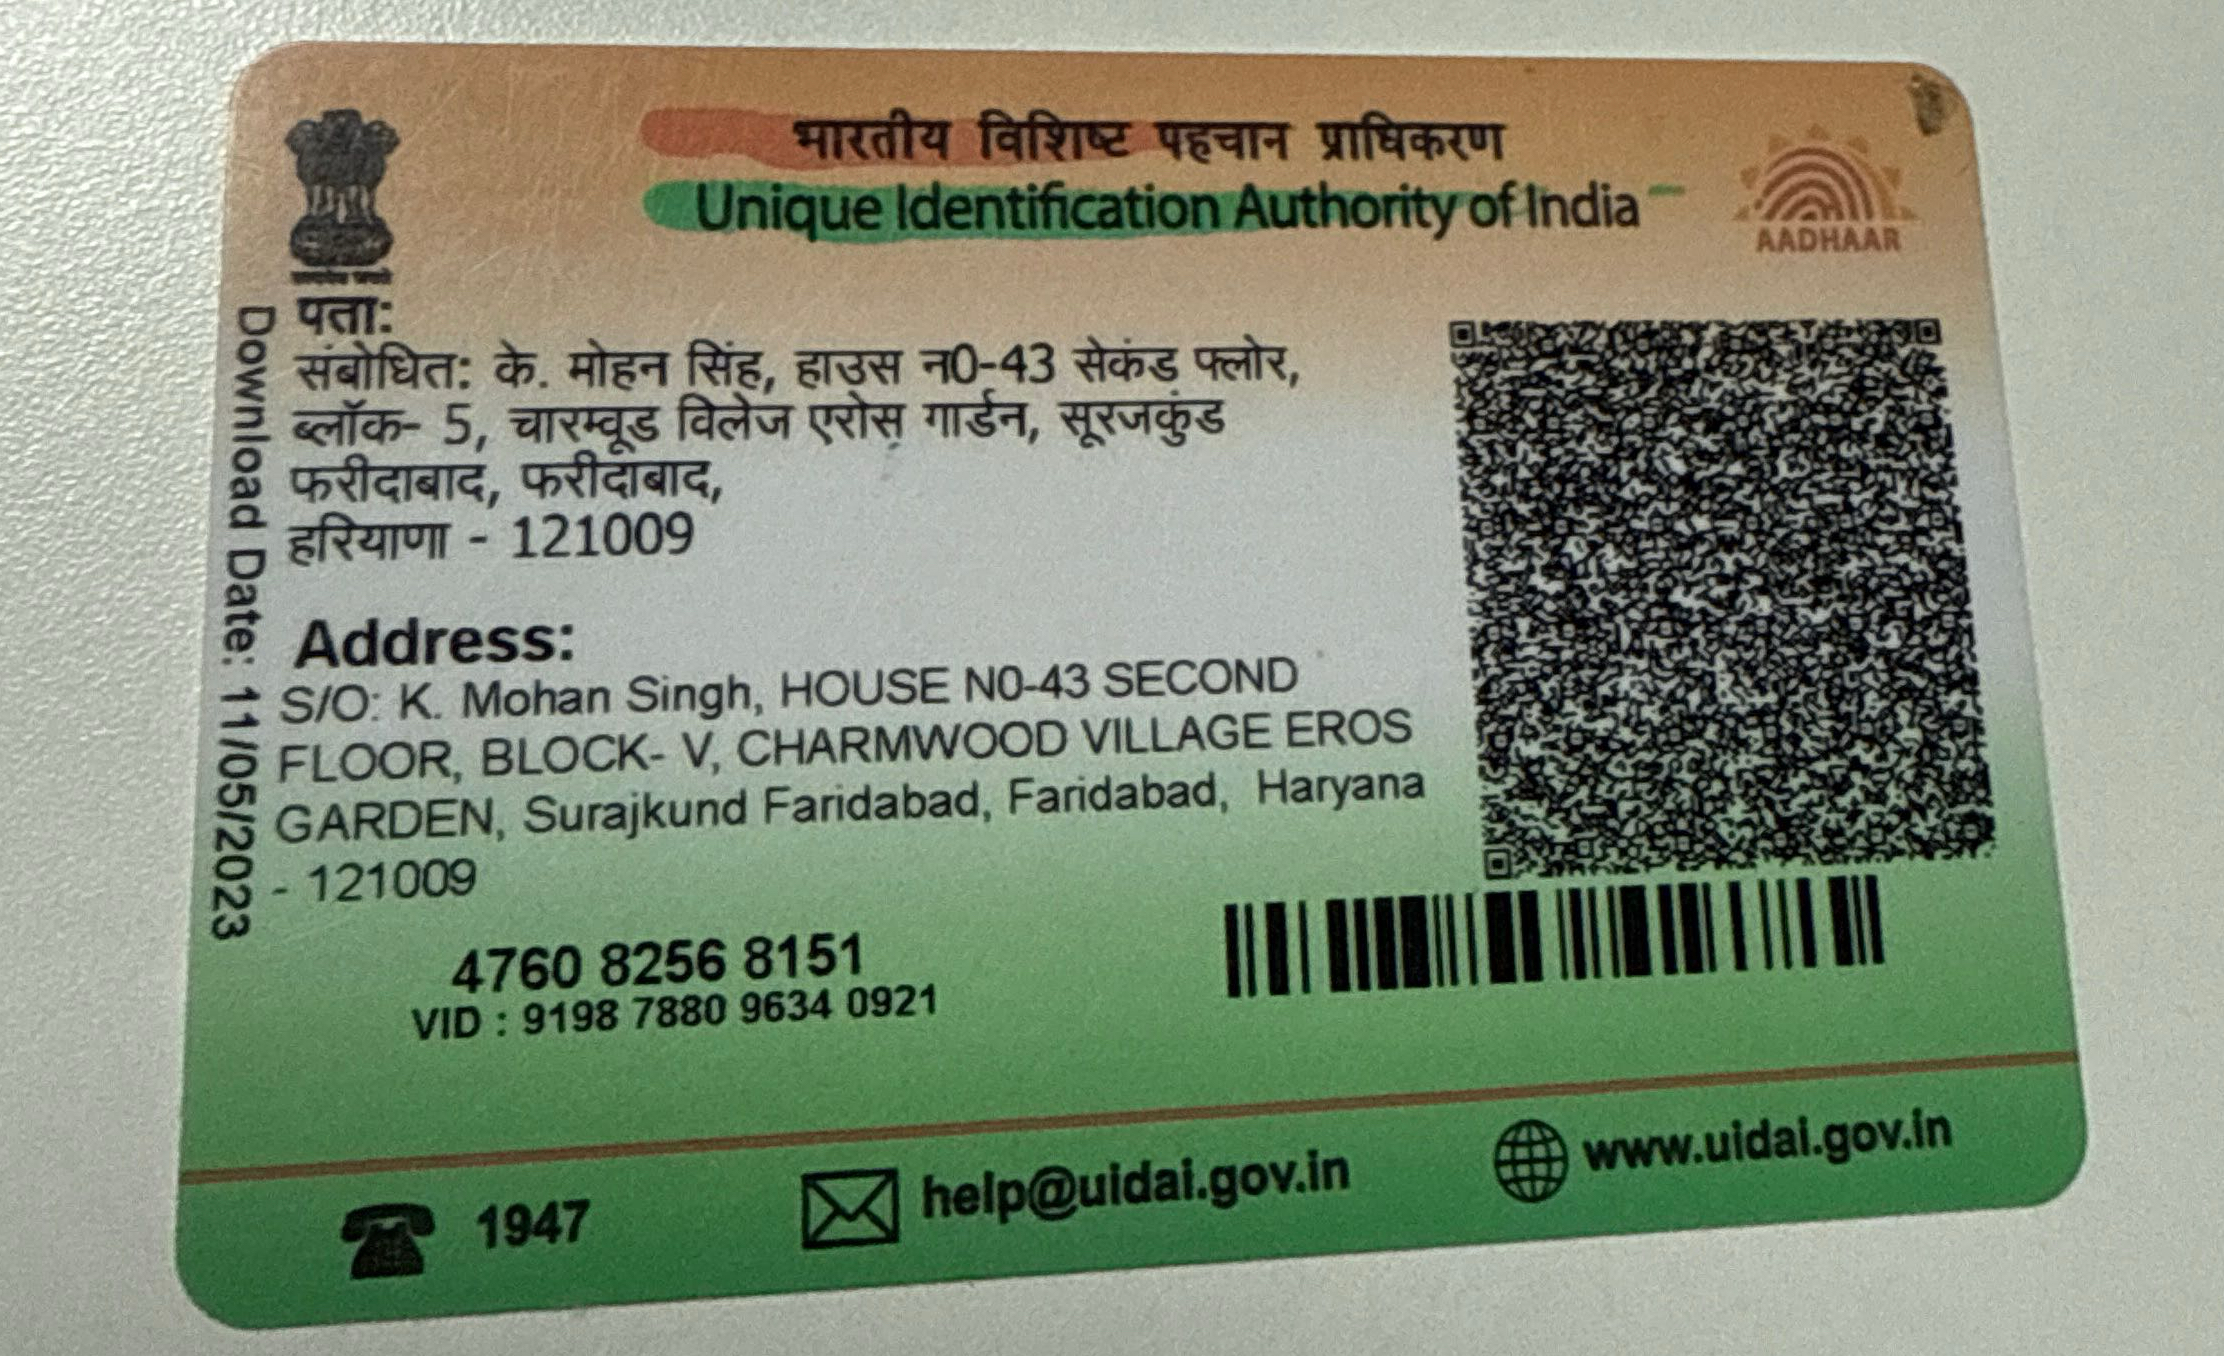 भारतीय विशिष्ट पहचान प्राधिकरण
Unique Identification Authority of India
AADHAAR
पता:
संबोधित: के. मोहन सिंह, हाउस न0-43 सेकंड फ्लोर,
ब्लॉक- 5, चारम्वूड विलेज एरोस गार्डन, सूरजकुंड
फरीदाबाद, फरीदाबाद,
हरियाणा - 121009
Address:
S/O: K. Mohan Singh, HOUSE N0-43 SECOND
FLOOR, BLOCK- V, CHARMWOOD VILLAGE EROS
GARDEN, Surajkund Faridabad, Faridabad, Haryana
- 121009
Download Date: 11/05/2023
4760 8256 8151
VID : 9198 7880 9634 0921
1947
help@uidai.gov.in
www.uidai.gov.in